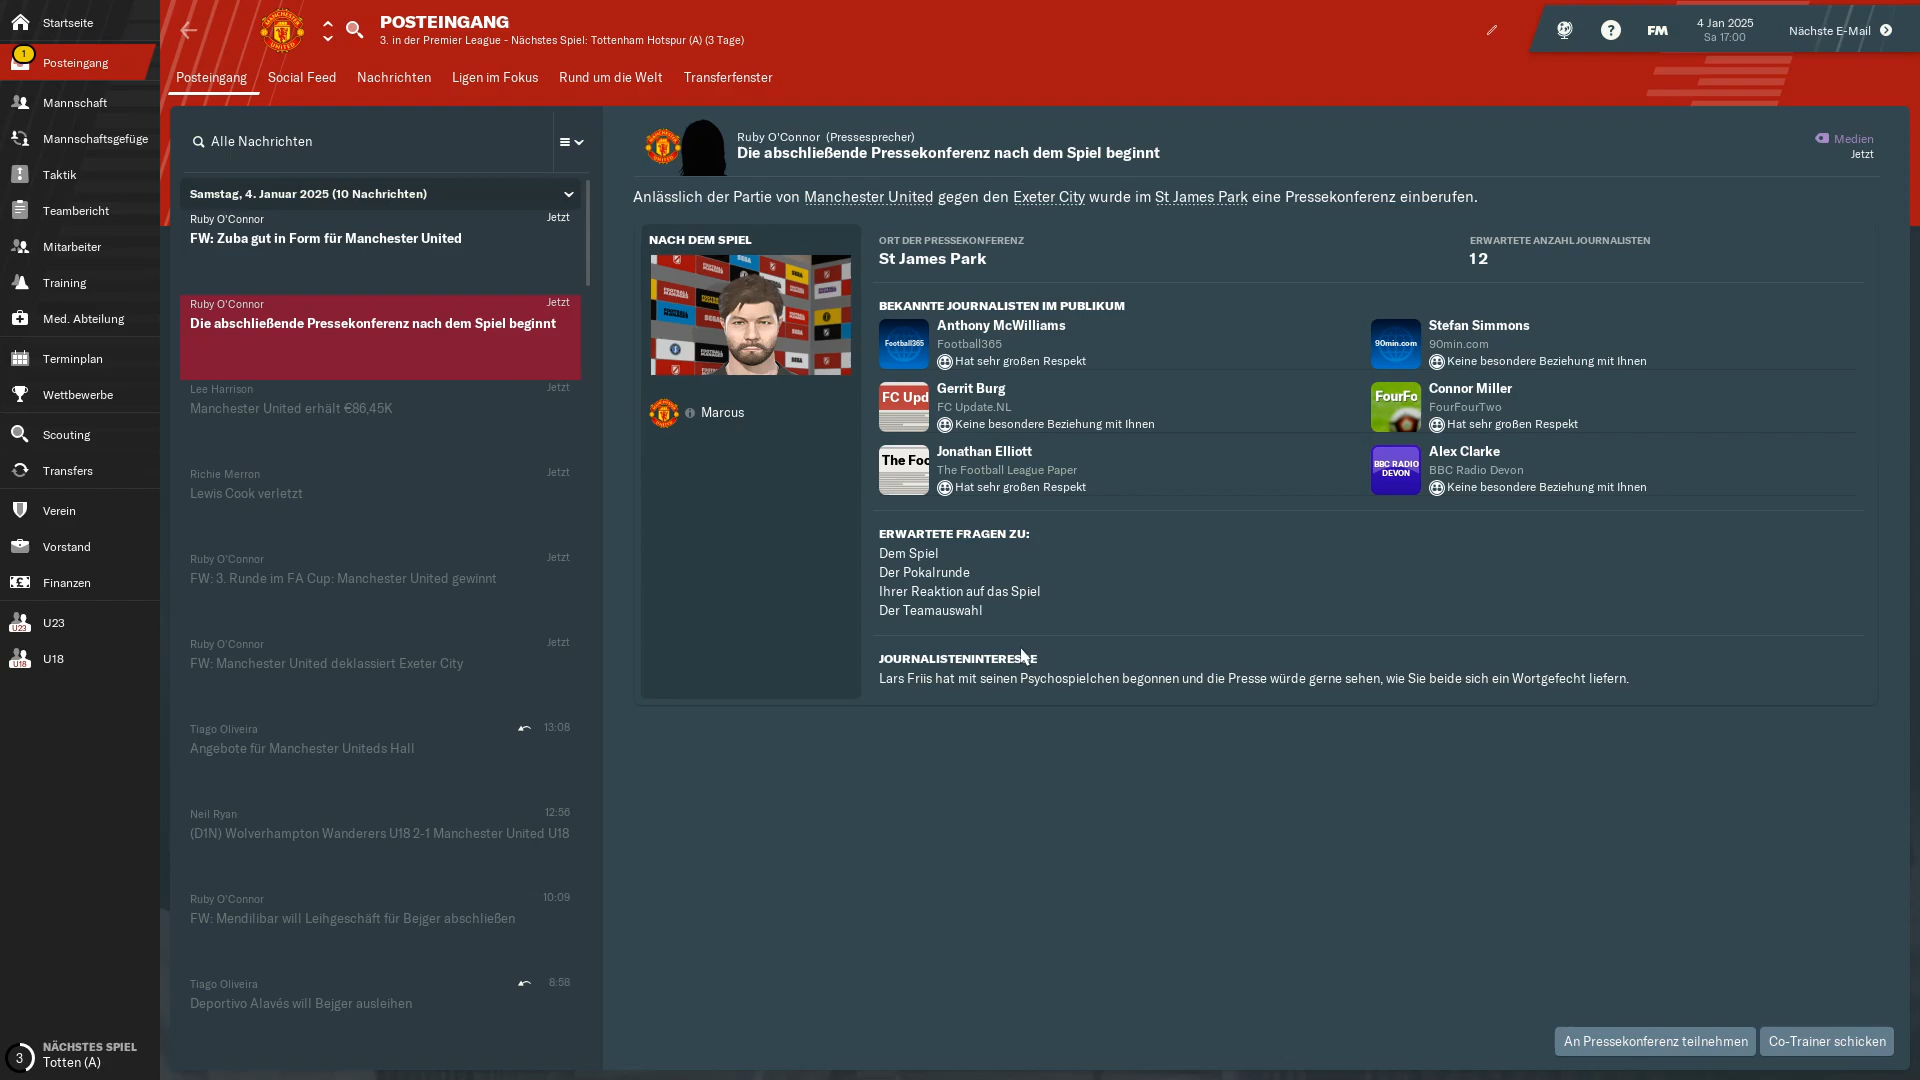 Startseite
1
Posteingang
Mannschaft
Mannschaftsgefüge
Taktik
Teambericht
Mitarbeiter
Training
Med. Abteilung
Terminplan
Wettbewerbe
Scouting
Transfers
Verein
Vorstand
Finanzen
U23
U23
U18
U18
3
NÄCHSTES SPIEL
Totten (A)
POSTEINGANG
3. in der Premier League - Nächstes Spiel: Tottenham Hotspur (A) (3 Tage)
FM
4 Jan 2025
Sa 17:00
Nächste E-Mail
Posteingang
Social Feed
Nachrichten
Ligen im Fokus
Rund um die Welt
Transferfenster
Alle Nachrichten
Samstag, 4. Januar 2025 (10 Nachrichten)
Ruby O'Connor
Jetzt
FW: Zuba gut in Form für Manchester United
Ruby O'Connor
Jetzt
Die abschließende Pressekonferenz nach dem Spiel beginnt
Lee Harrison
Jetzt
Manchester United erhält €86,45K
Richie Merron
Jetzt
Lewis Cook verletzt
Ruby O'Connor
Jetzt
FW: 3. Runde im FA Cup: Manchester United gewinnt
Ruby O'Connor
Jetzt
FW: Manchester United deklassiert Exeter City
Tiago Oliveira
13:08
Angebote für Manchester Uniteds Hall
Neil Ryan
12:56
(D1N) Wolverhampton Wanderers U18 2-1 Manchester United U18
Ruby O'Connor
10:09
FW: Mendilibar will Leihgeschäft für Bejger abschließen
Tiago Oliveira
8:58
Deportivo Alavés will Bejger ausleihen
Ruby O'Connor (Pressesprecher)
Die abschließende Pressekonferenz nach dem Spiel beginnt
Medien
Jetzt
Anlässlich der Partie von Manchester United gegen den Exeter City wurde im St James Park eine Pressekonferenz einberufen.
NACH DEM SPIEL
Marcus
ORT DER PRESSEKONFERENZ
St James Park
ERWARTETE ANZAHL JOURNALISTEN
12
BEKANNTE JOURNALISTEN IM PUBLIKUM
Football365
Anthony McWilliams
Football365
Hat sehr großen Respekt
90min.com
Stefan Simmons
90min.com
Keine besondere Beziehung mit Ihnen
FC Upd
Gerrit Burg
FC Update.NL
Keine besondere Beziehung mit Ihnen
FourFo
Connor Miller
FourFourTwo
Hat sehr großen Respekt
The Foo
Jonathan Elliott
The Football League Paper
Hat sehr großen Respekt
BBC RADIO
DEVON
Alex Clarke
BBC Radio Devon
Keine besondere Beziehung mit Ihnen
ERWARTETE FRAGEN ZU:
Dem Spiel
Der Pokalrunde
Ihrer Reaktion auf das Spiel
Der Teamauswahl
JOURNALISTENINTERESSE
Lars Friis hat mit seinen Psychospielchen begonnen und die Presse würde gerne sehen, wie Sie beide sich ein Wortgefecht liefern.
An Pressekonferenz teilnehmen
Co-Trainer schicken